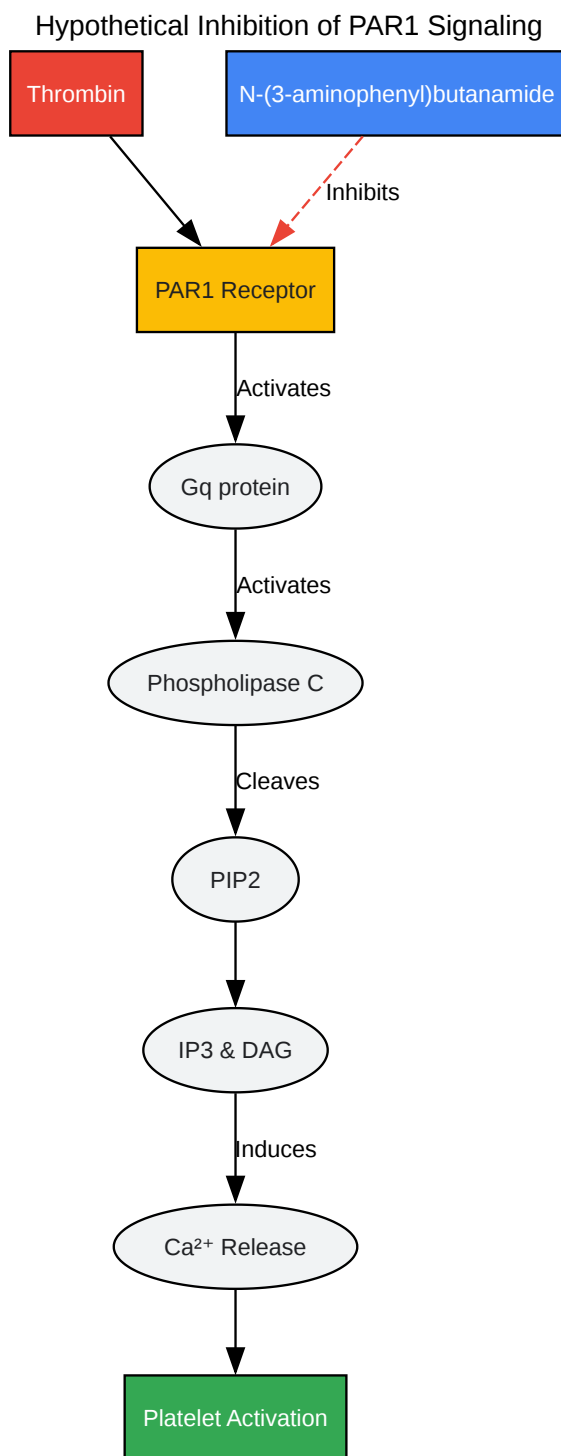 Hypothetical Inhibition of PAR1 Signaling
Thrombin
N-(3-aminophenyl)butanamide
Inhibits
PAR1 Receptor
Activates
Gq protein
Activates
Phospholipase C
Cleaves
PIP2
IP3 & DAG
Induces
Ca²⁺ Release
Platelet Activation